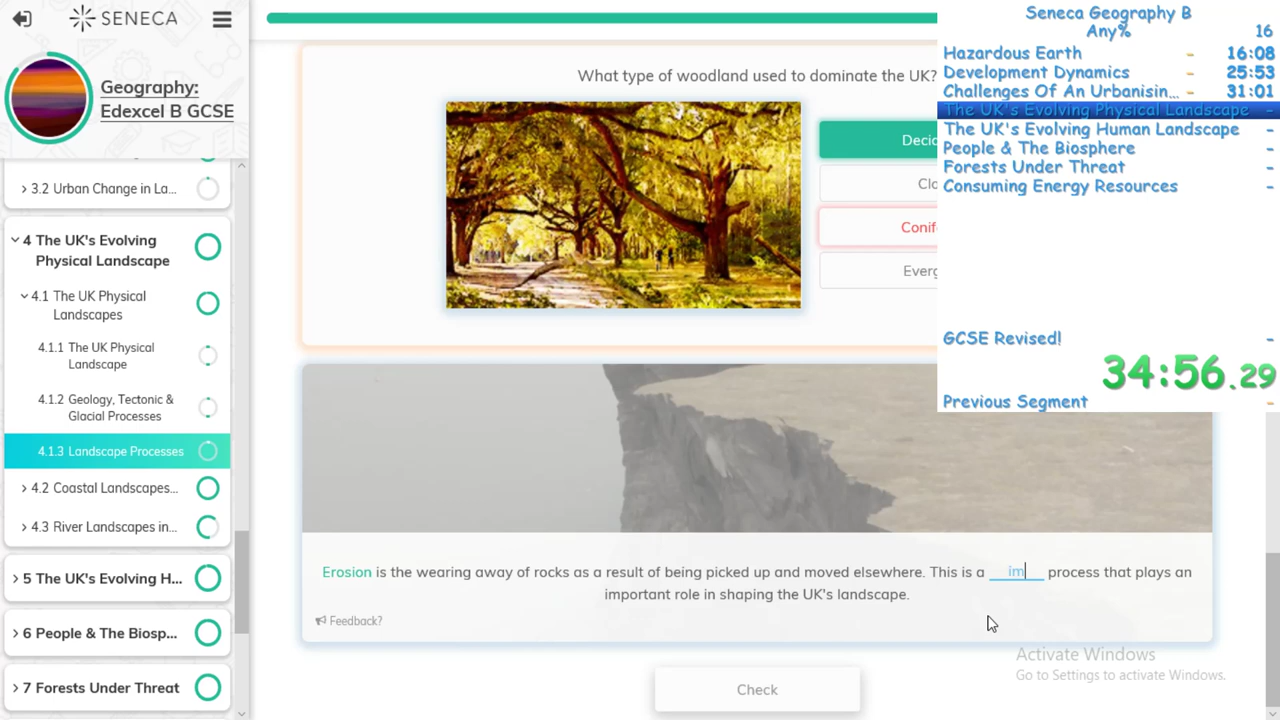 SENECA
Geography:
Edexcel B GCSE
3.2 Urban Change in La...
4 The UK's Evolving
Physical Landscape
4.1 The UK Physical
Landscapes
4.1.1 The UK Physical
Landscape
4.1.2 Geology, Tectonic &
Glacial Processes
4.1.3 Landscape Processes
4.2 Coastal Landscapes...
4.3 River Landscapes in...
5 The UK's Evolving H...
6 People & The Biosp...
7 Forests Under Threat
What type of woodland used to dominate the UK?
Decid
Clo
Conif
Everg
Erosion is the wearing away of rocks as a result of being picked up and moved elsewhere. This is a im process that plays an
important role in shaping the UK's landscape.
Feedback?
Check
Activate Windows
Go to Settings to activate Windows.
Seneca Geography B
Any% 16
Hazardous Earth - 16:08
Development Dynamics - 25:53
Challenges Of An Urbanisin... - 31:01
The UK's Evolving Physical Landscape -
The UK's Evolving Human Landscape -
People & The Biosphere -
Forests Under Threat -
Consuming Energy Resources -
GCSE Revised! -
34:56.29
Previous Segment -